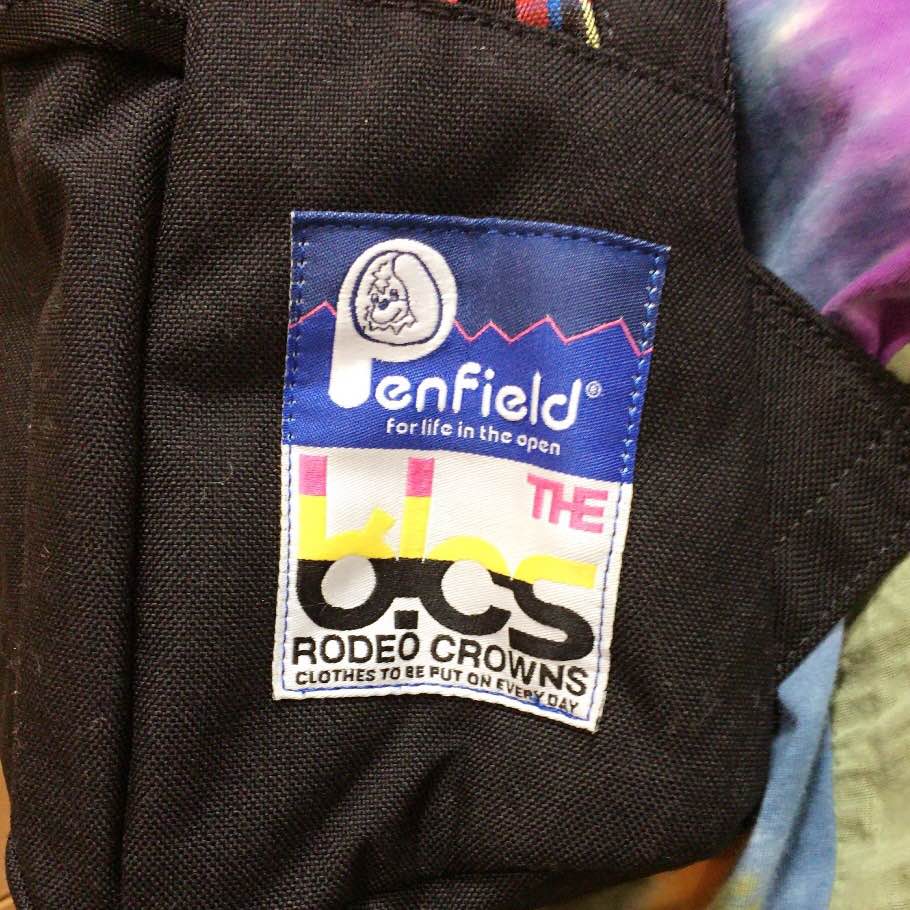 Penfield®
for life in the open
THE
b.cs
RODEO CROWNS
CLOTHES TO BE PUT ON EVERY DAY